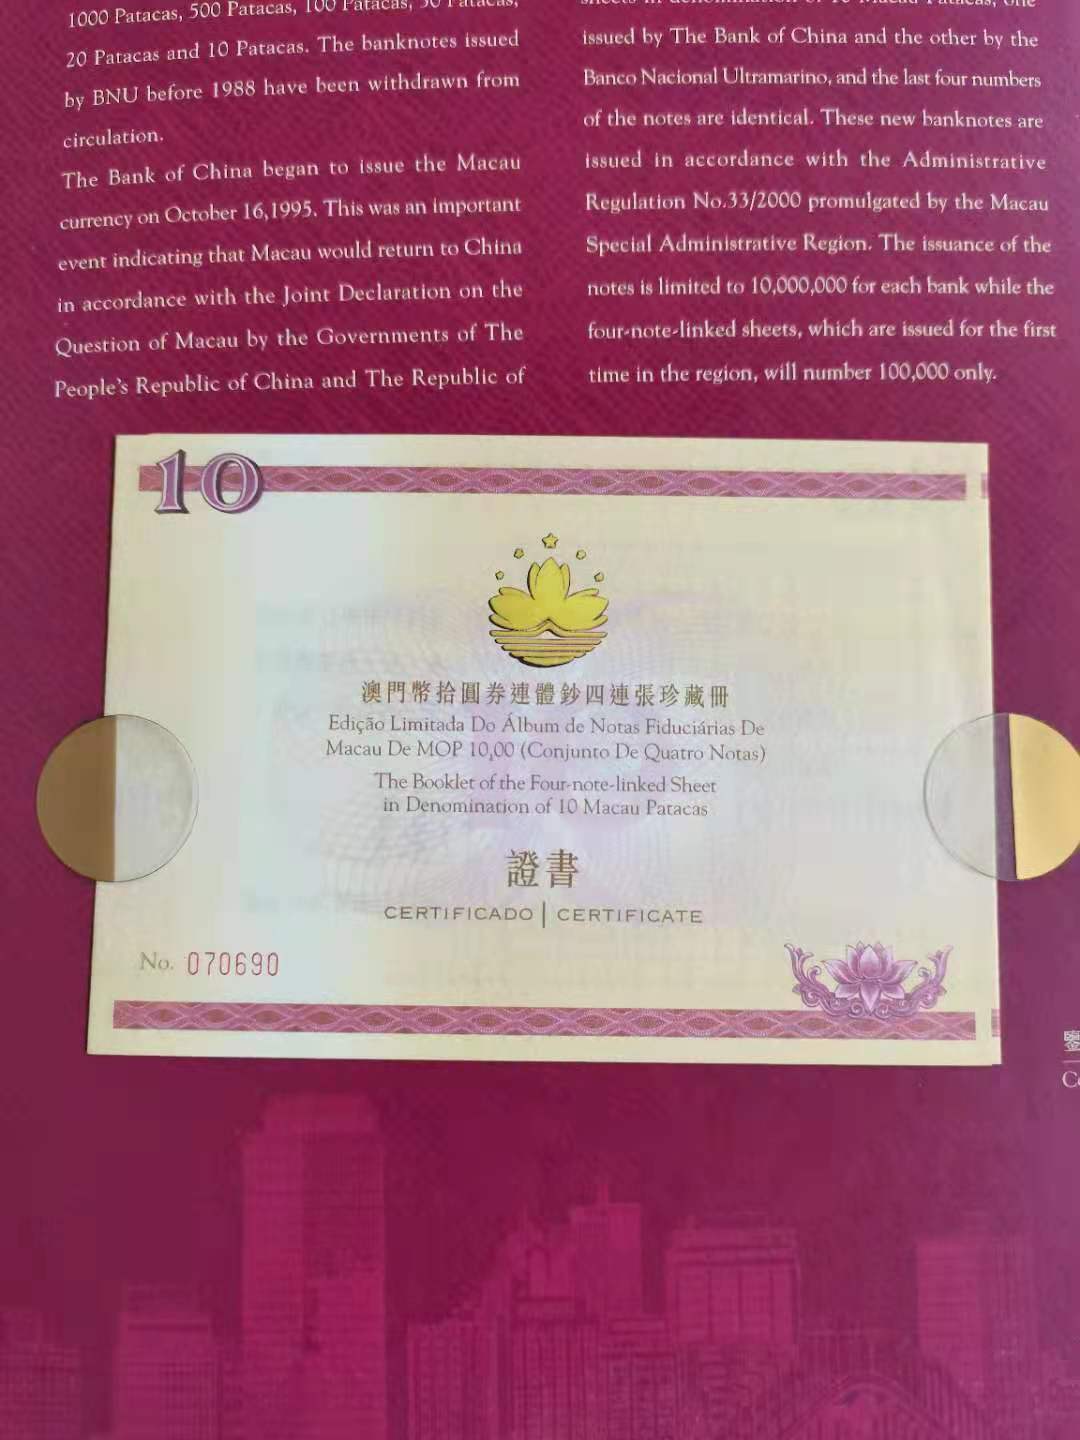 1000 Patacas, 500 Patacas, 100 Patacas, 50 Patacas,
20 Patacas and 10 Patacas. The banknotes issued
by BNU before 1988 have been withdrawn from
circulation.
The Bank of China began to issue the Macau
currency on October 16,1995. This was an important
event indicating that Macau would return to China
in accordance with the Joint Declaration on the
Question of Macau by the Governments of The
People's Republic of China and The Republic of
sheets in denomination of 10 Macau Patacas, one
issued by The Bank of China and the other by the
Banco Nacional Ultramarino, and the last four numbers
of the notes are identical. These new banknotes are
issued in accordance with the Administrative
Regulation No.33/2000 promulgated by the Macau
Special Administrative Region. The issuance of the
notes is limited to 10,000,000 for each bank while the
four-note-linked sheets, which are issued for the first
time in the region, will number 100,000 only.
10
澳門幣拾圓券連體鈔四連張珍藏冊
Edição Limitada Do Álbum de Notas Fiduciárias De
Macau De MOP 10,00 (Conjunto De Quatro Notas)
The Booklet of the Four-note-linked Sheet
in Denomination of 10 Macau Patacas
證書
CERTIFICADO | CERTIFICATE
No. 070690